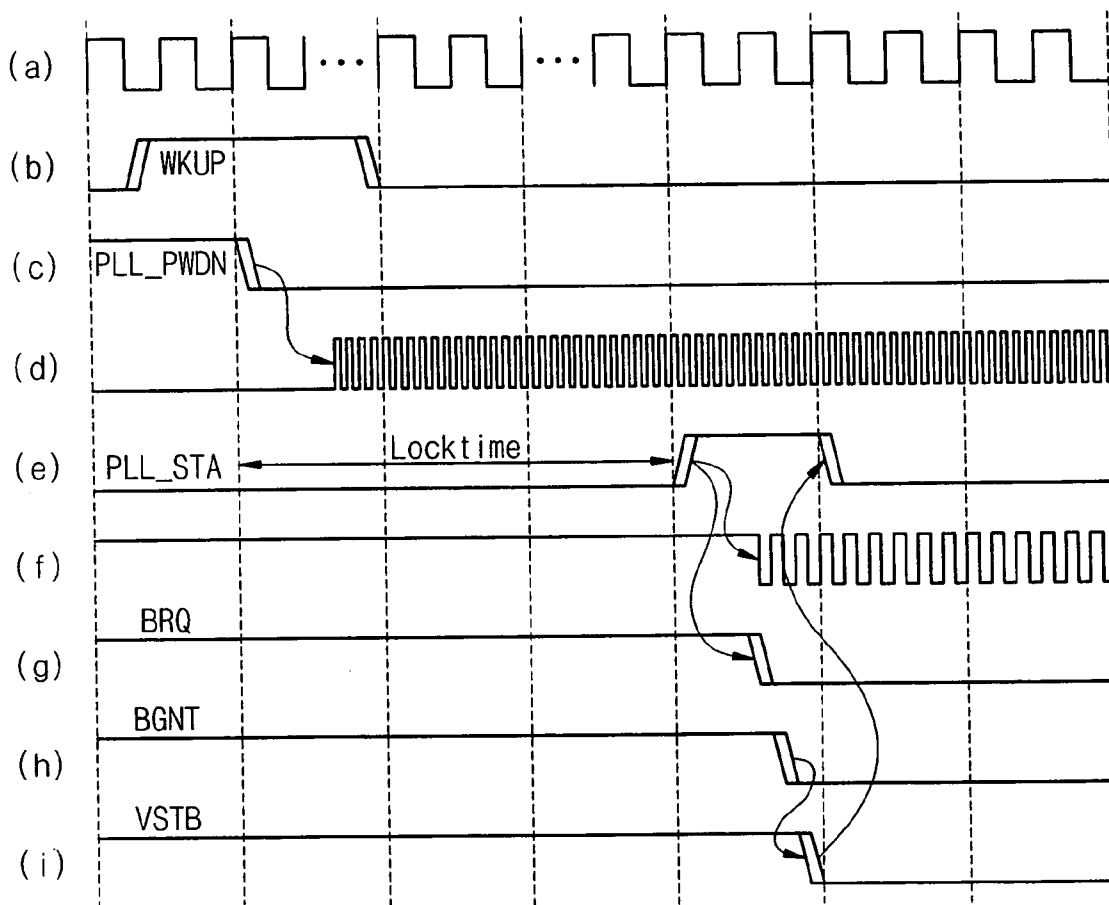 (a)
(b) WKUP
(c) PLL_PWDN
(d)
Locktime
(e) PLL_STA
(f)
BRQ
(g)
BGNT
(h)
VSTB
(i)